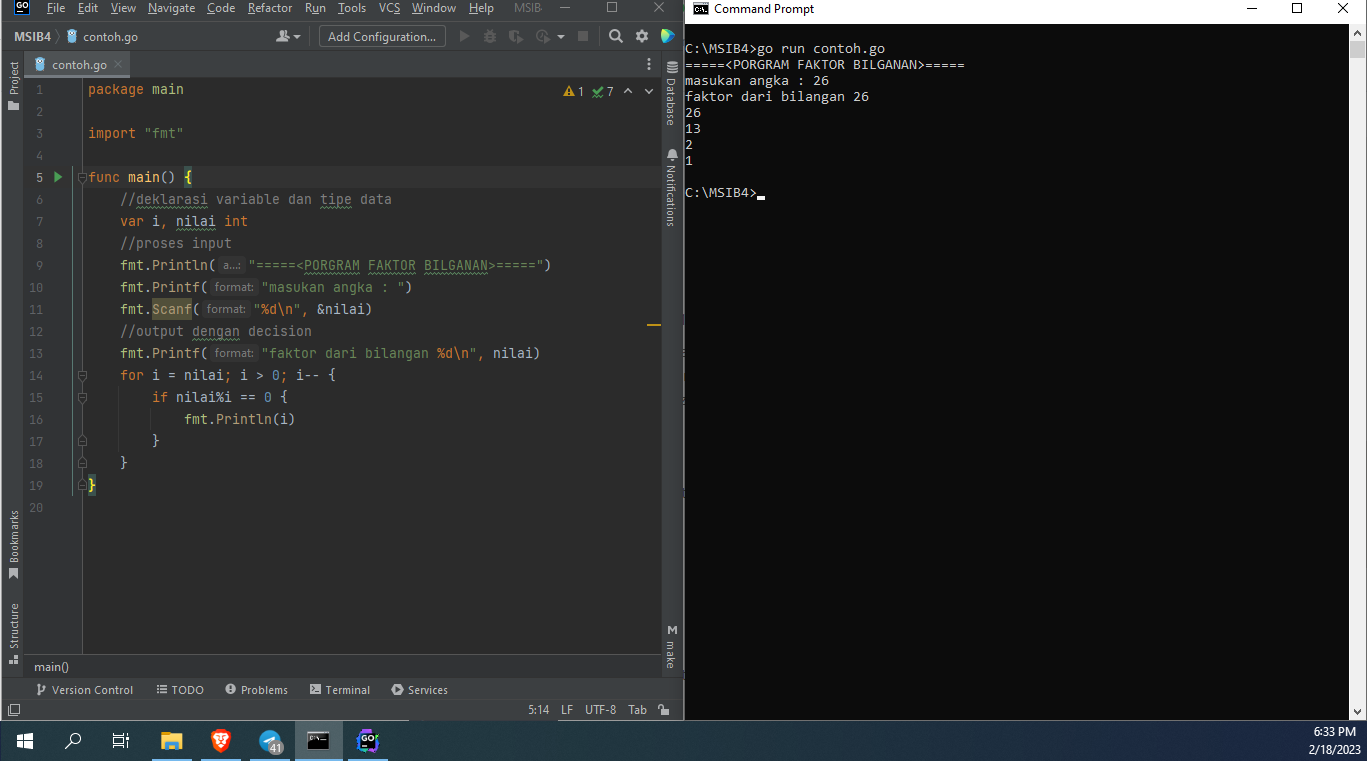 GO File Edit View Navigate Code Refactor Run Tools VCS Window Help MSIB
MSIB4 contoh.go Add Configuration...
Project
contoh.go
1 package main
1 7
2
3 import "fmt"
4
5 func main() {
6 //deklarasi variable dan tipe data
7 var i, nilai int
8 //proses input
9 fmt.Println( a...: "=====<PORGRAM FAKTOR BILGANAN>=====")
10 fmt.Printf( format: "masukan angka : ")
11 fmt.Scanf( format: "%d\n", &nilai)
12 //output dengan decision
13 fmt.Printf( format: "faktor dari bilangan %d\n", nilai)
14 for i = nilai; i > 0; i-- {
15 if nilai%i == 0 {
16 fmt.Println(i)
17 }
18 }
19 }
20
Bookmarks
Structure
Database
Notifications
M make
main()
Version Control TODO Problems Terminal Services
5:14 LF UTF-8 Tab
Command Prompt
C:\MSIB4>go run contoh.go
=====<PORGRAM FAKTOR BILGANAN>=====
masukan angka : 26
faktor dari bilangan 26
26
13
2
1
C:\MSIB4>
41
GO
6:33 PM
2/18/2023